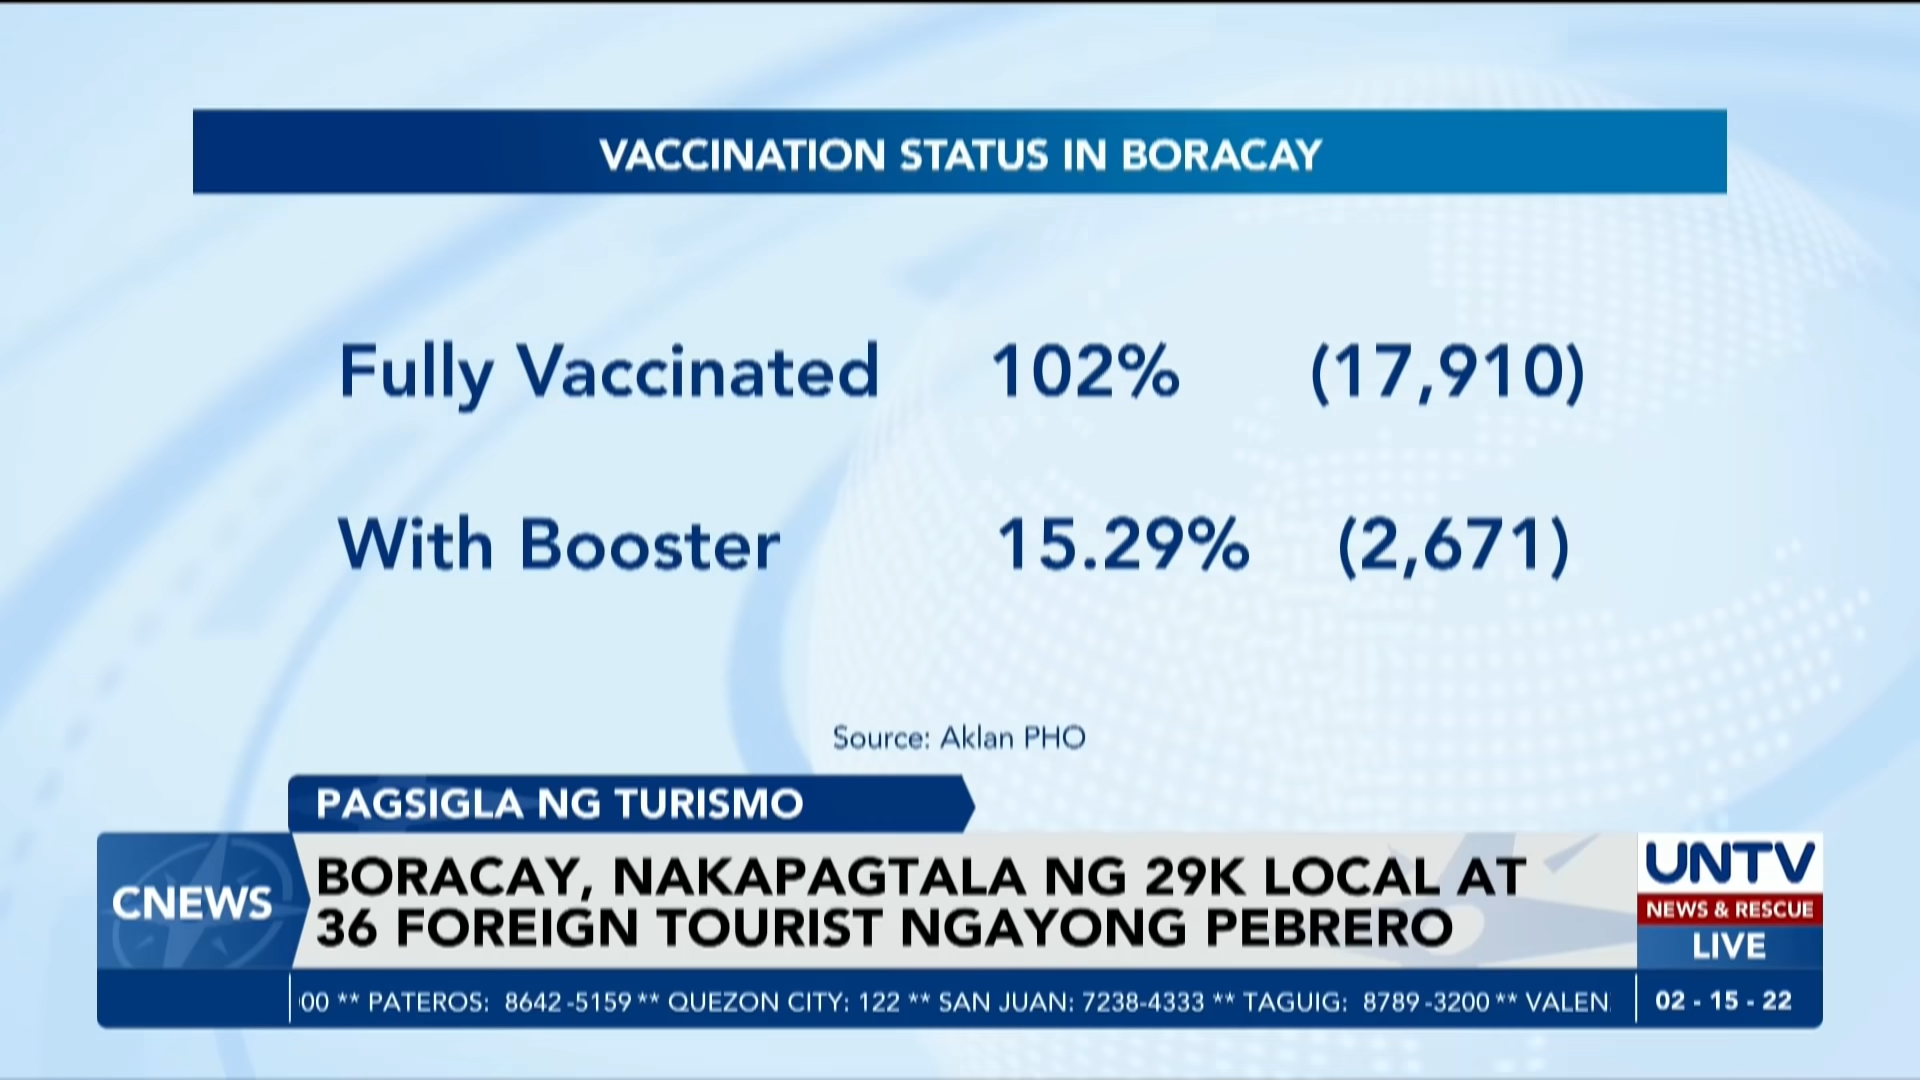 VACCINATION STATUS IN BORACAY
Fully Vaccinated 102% (17,910)
With Booster 15.29% (2,671)
Source: Aklan PHO
PAGSIGLA NG TURISMO
CNEWS
BORACAY, NAKAPAGTALA NG 29K LOCAL AT
36 FOREIGN TOURIST NGAYONG PEBRERO
UNTV
NEWS & RESCUE
LIVE
00 ** PATEROS: 8642-5159 ** QUEZON CITY: 122 ** SAN JUAN: 7238-4333 ** TAGUIG: 8789-3200 ** VALEN
02 - 15 - 22